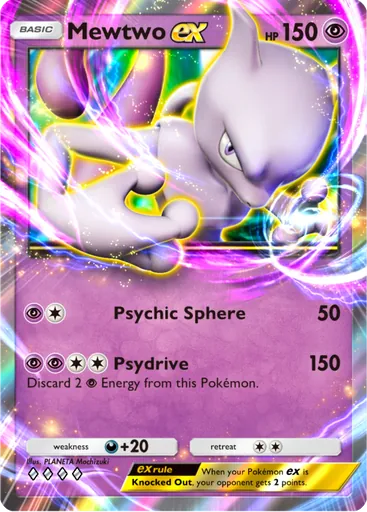 BASIC Mewtwo ex HP 150
Psychic Sphere 50
Psydrive 150
Discard 2 Energy from this Pokémon.
weakness +20 retreat
Illus. PLANETA Mochizuki
ex rule When your Pokémon ex is
Knocked Out, your opponent gets 2 points.